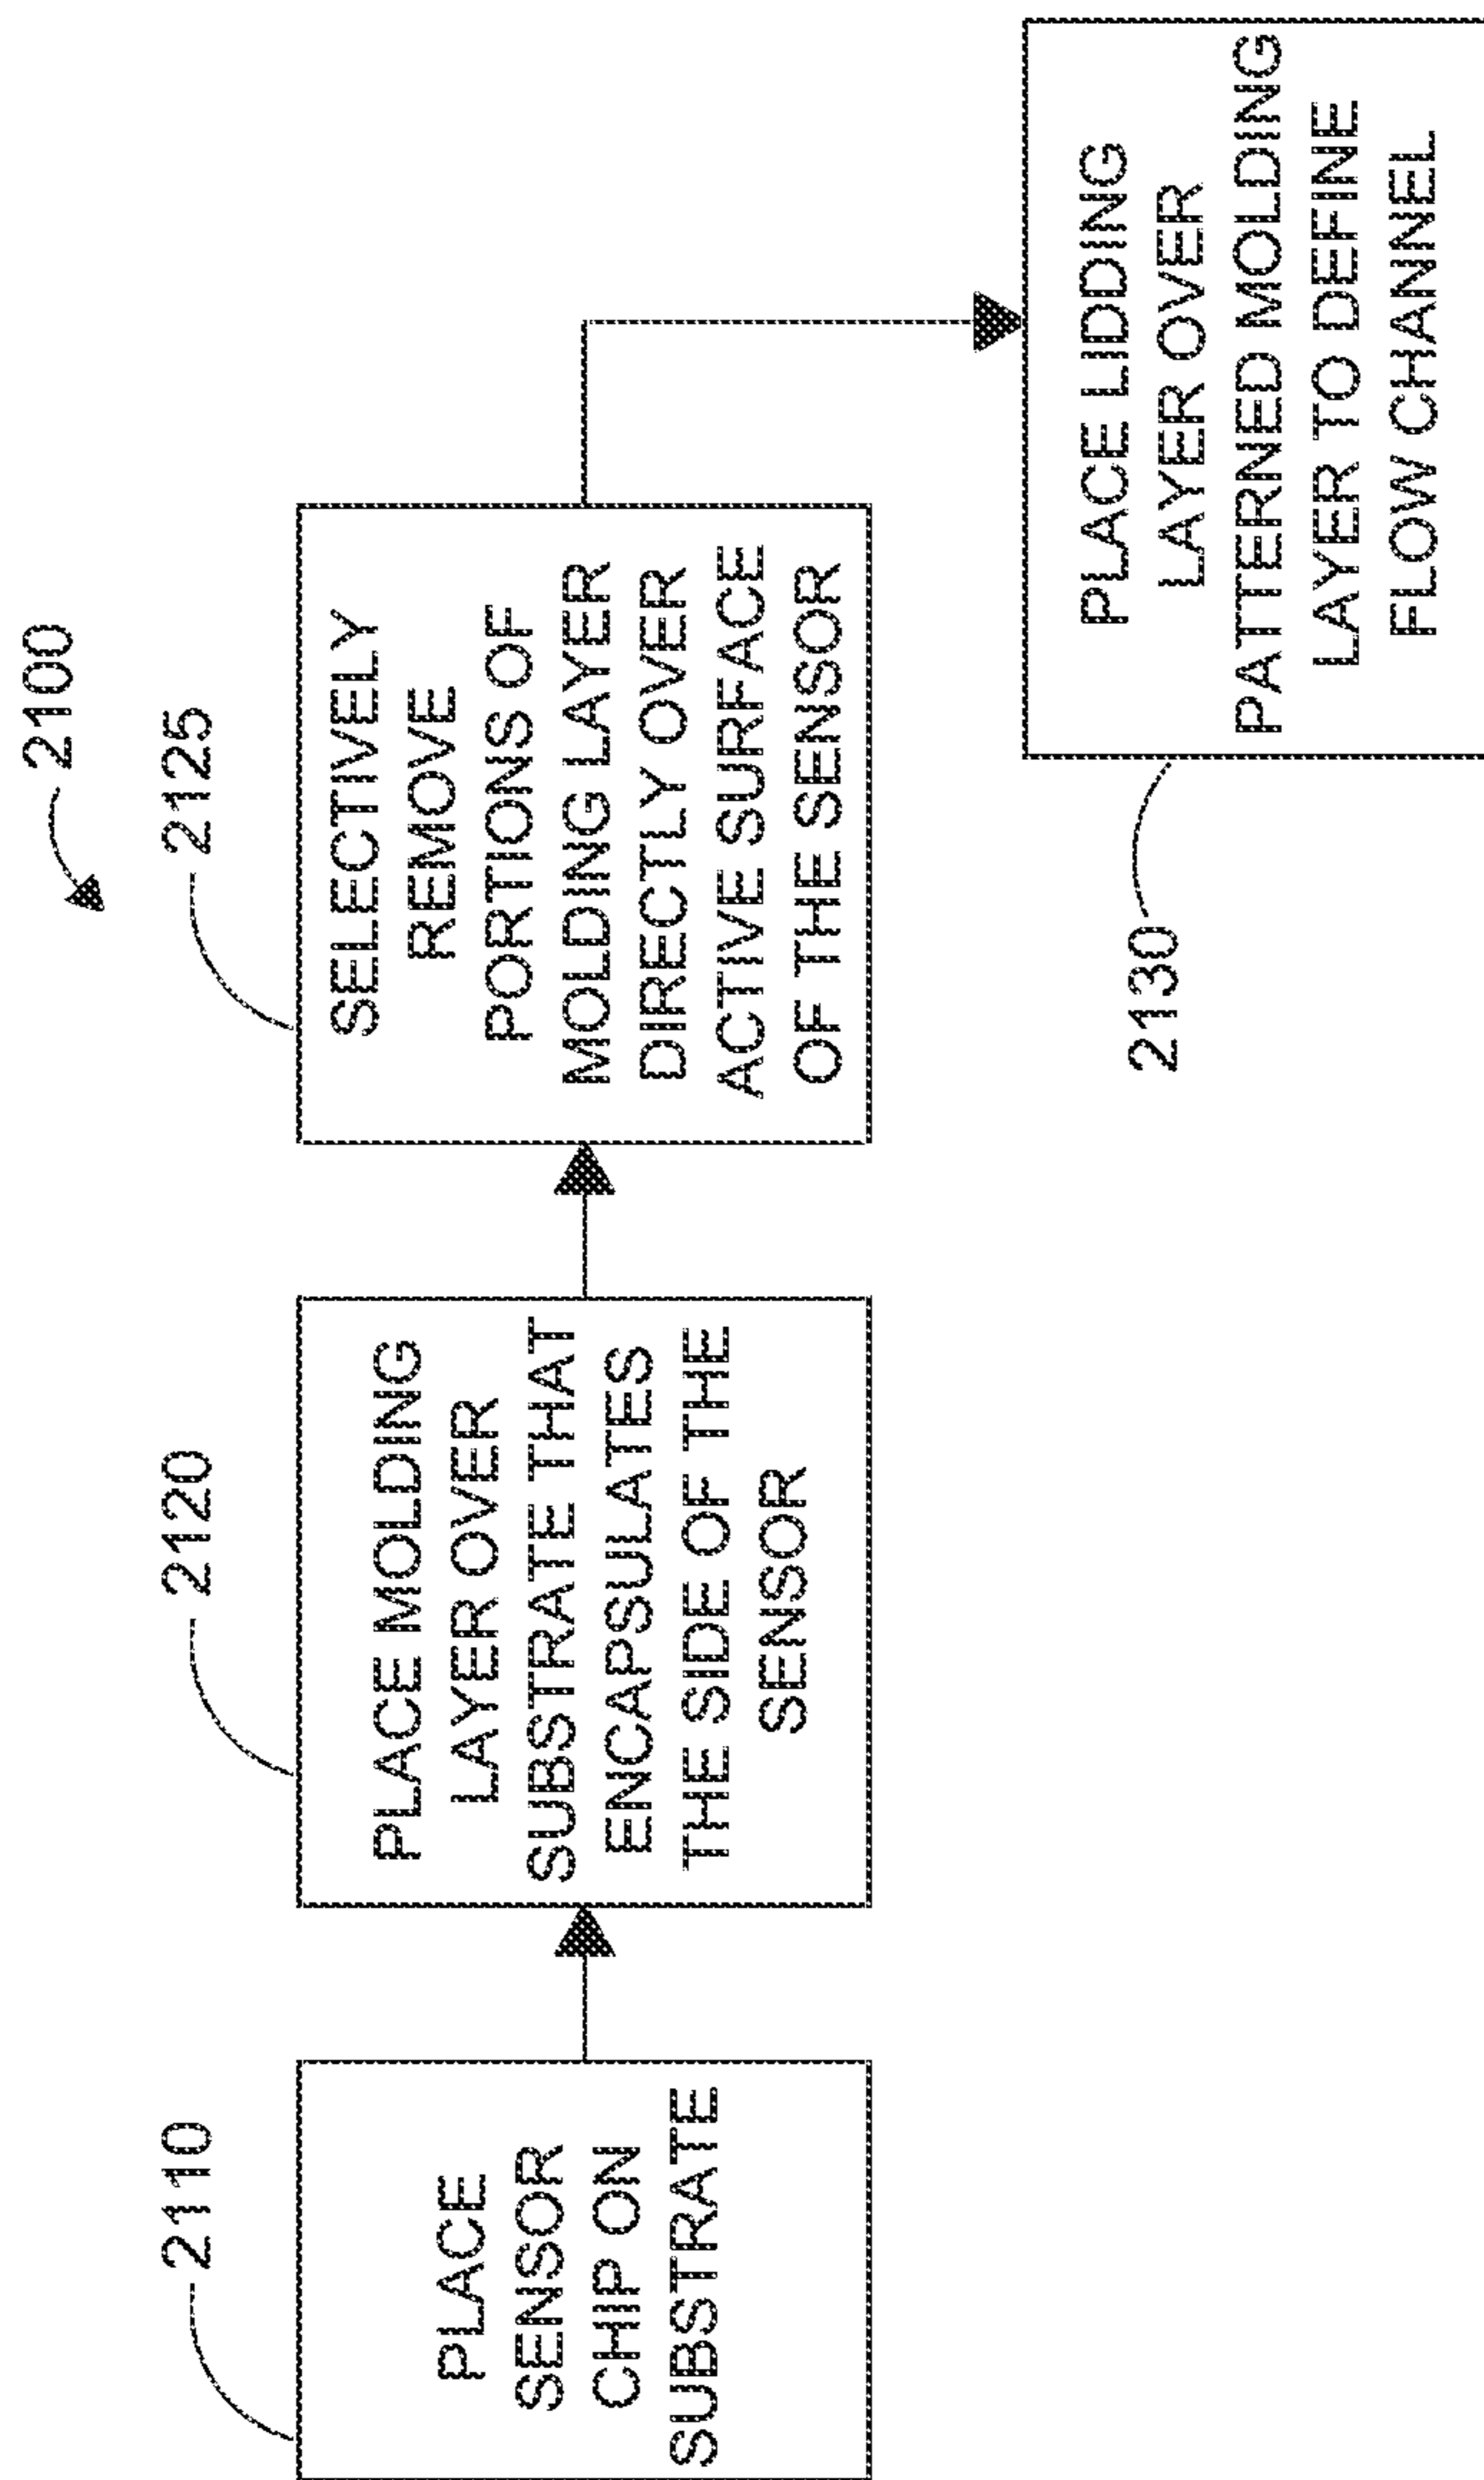 2100
2110
PLACE
SENSOR
CHIP ON
SUBSTRATE
2120
PLACE MOLDING
LAYER OVER
SUBSTRATE THAT
ENCAPSULATES
THE SIDE OF THE
SENSOR
2125
SELECTIVELY
REMOVE
PORTIONS OF
MOLDING LAYER
DIRECTLY OVER
ACTIVE SURFACE
OF THE SENSOR
2130
PLACE LIDDING
LAYER OVER
PATTERNED MOLDING
LAYER TO DEFINE
FLOW CHANNEL